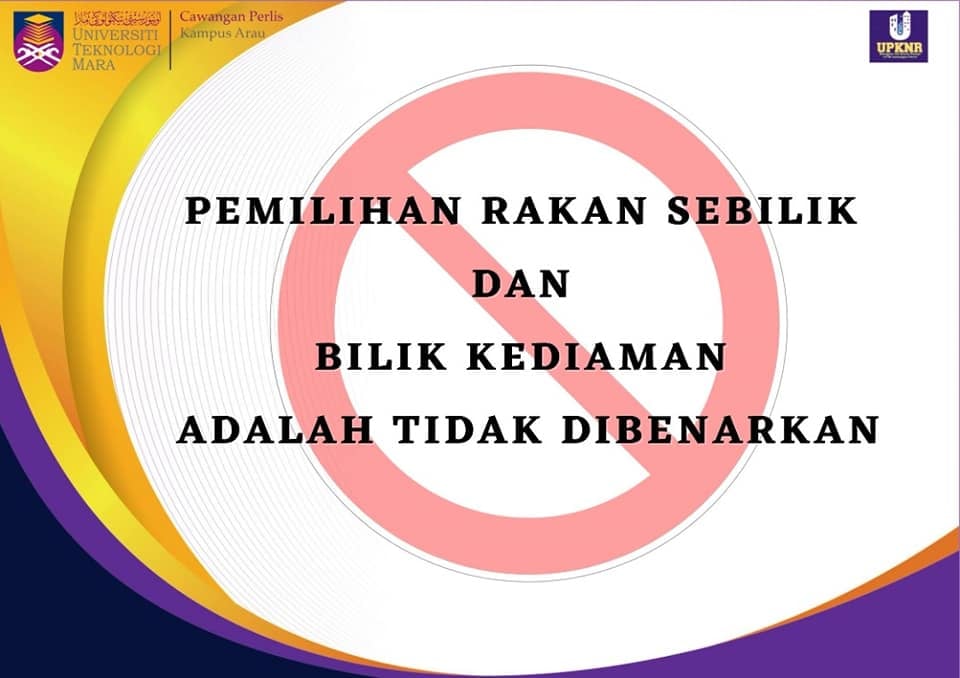 UNIVERSITI
TEKNOLOGI
MARA
Cawangan Perlis
Kampus Arau
UPKNR
PEMILIHAN RAKAN SEBILIK
DAN
BILIK KEDIAMAN
ADALAH TIDAK DIBENARKAN